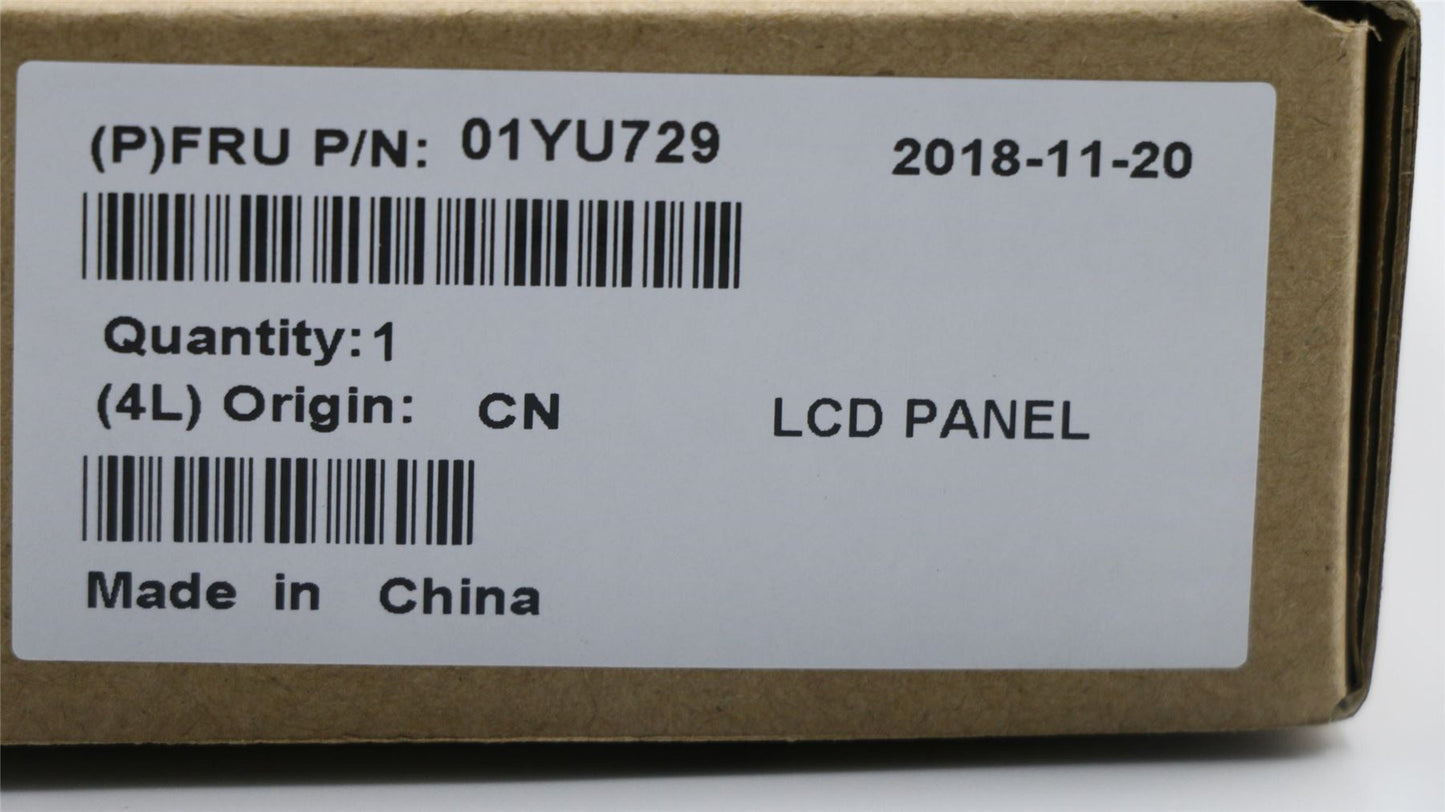 (P)FRU P/N: 01YU729 2018-11-20
Quantity: 1
(4L) Origin: CN LCD PANEL
Made in China